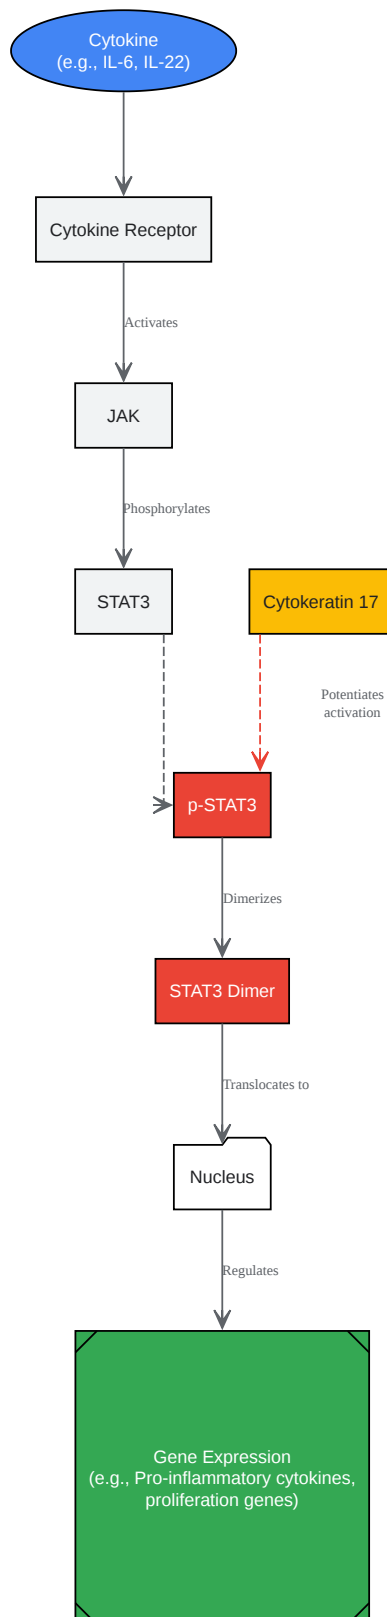 Cytokine
(e.g., IL-6, IL-22)
Cytokine Receptor
Activates
JAK
Phosphorylates
STAT3
Cytokeratin 17
Potentiates
activation
p-STAT3
Dimerizes
STAT3 Dimer
Translocates to
Nucleus
Regulates
Gene Expression
(e.g., Pro-inflammatory cytokines,
proliferation genes)